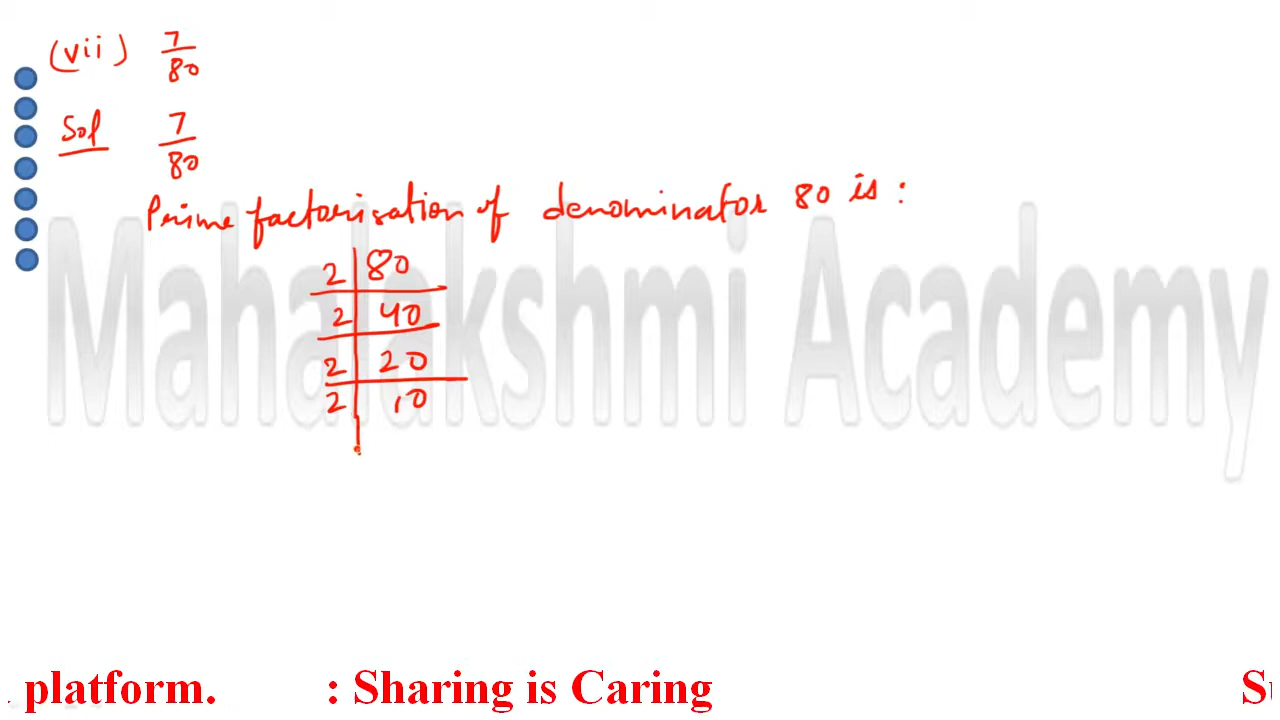 (vii) 7/80
Sol 7/80
Prime factorisation of denominator 80 is :
2 | 80
2 | 40
2 | 20
2 | 10
Mahalakshmi Academy
platform. : Sharing is Caring